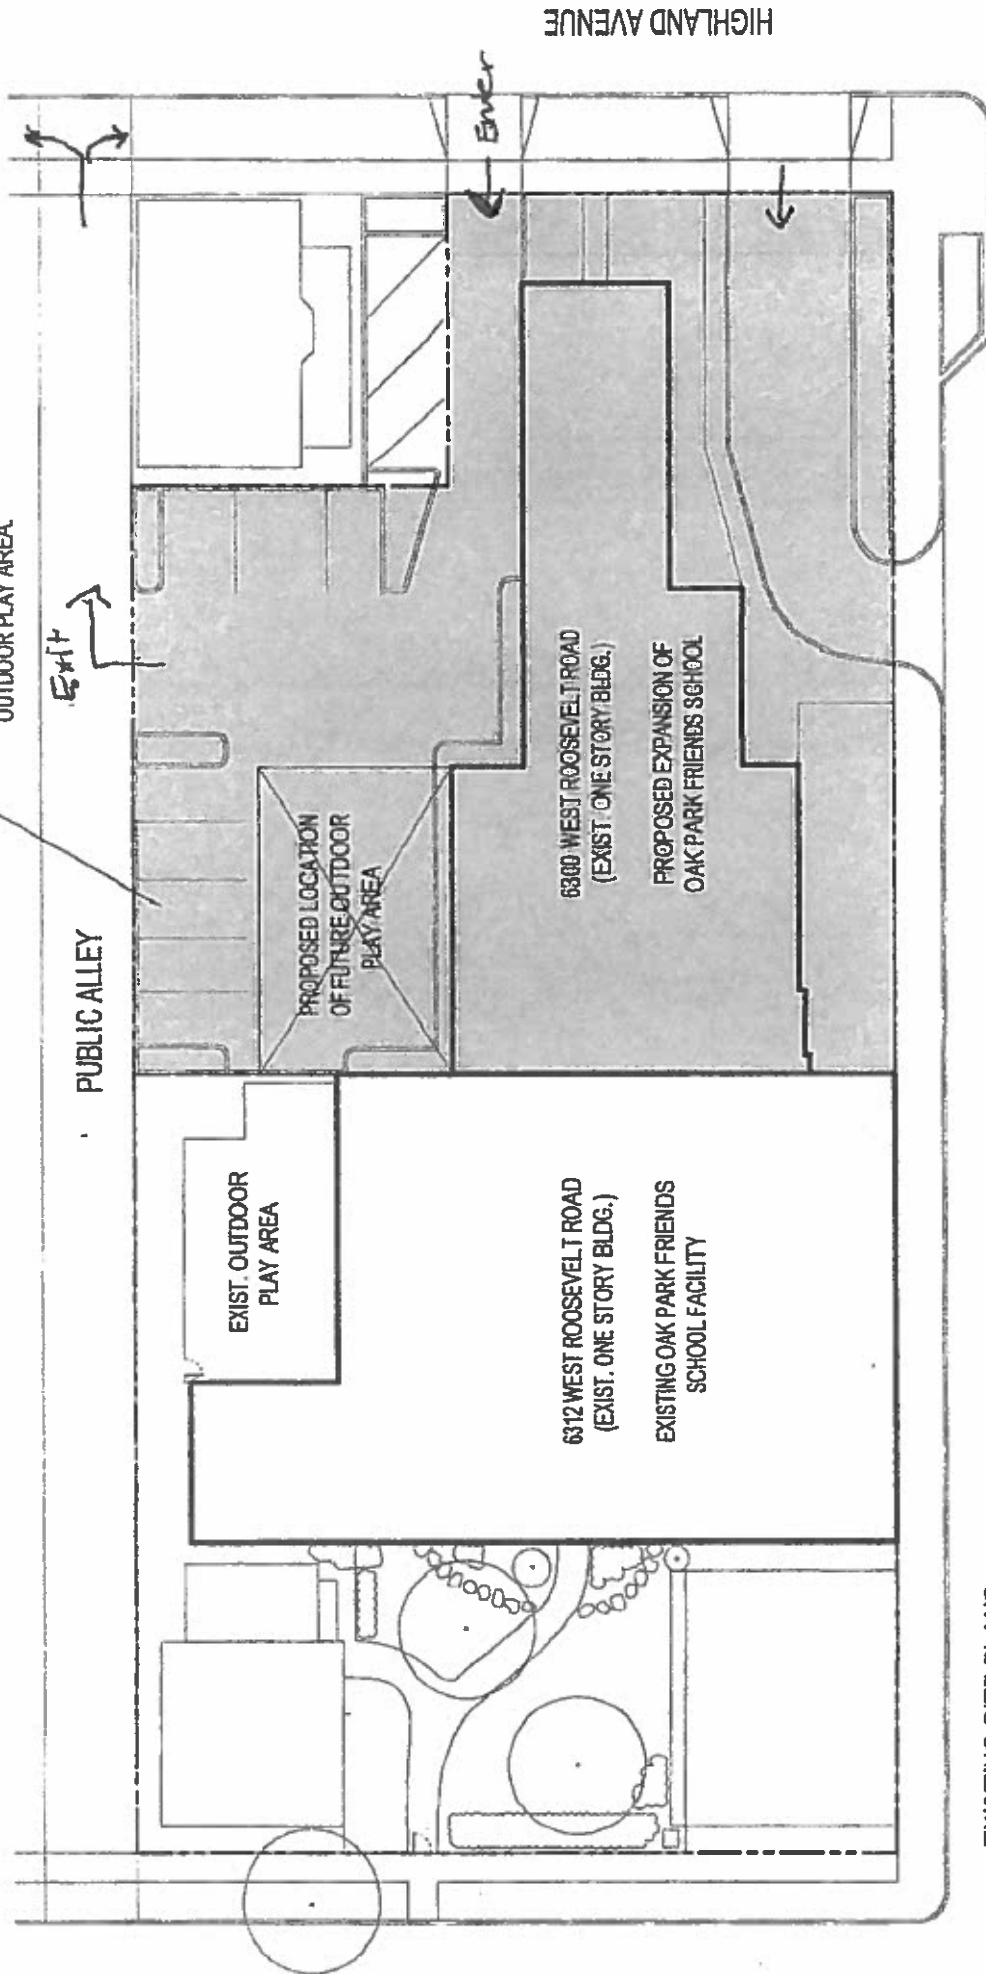 HIGHLAND AVENUE
OUTDOOR PLAY AREA
Exit
Enter
PUBLIC ALLEY
PROPOSED LOCATION
OF FUTURE OUTDOOR
PLAY AREA
6300 WEST ROOSEVELT ROAD
(EXIST. ONE STORY BLDG.)
PROPOSED EXPANSION OF
OAK PARK FRIENDS SCHOOL
EXIST. OUTDOOR
PLAY AREA
6312 WEST ROOSEVELT ROAD
(EXIST. ONE STORY BLDG.)
EXISTING OAK PARK FRIENDS
SCHOOL FACILITY